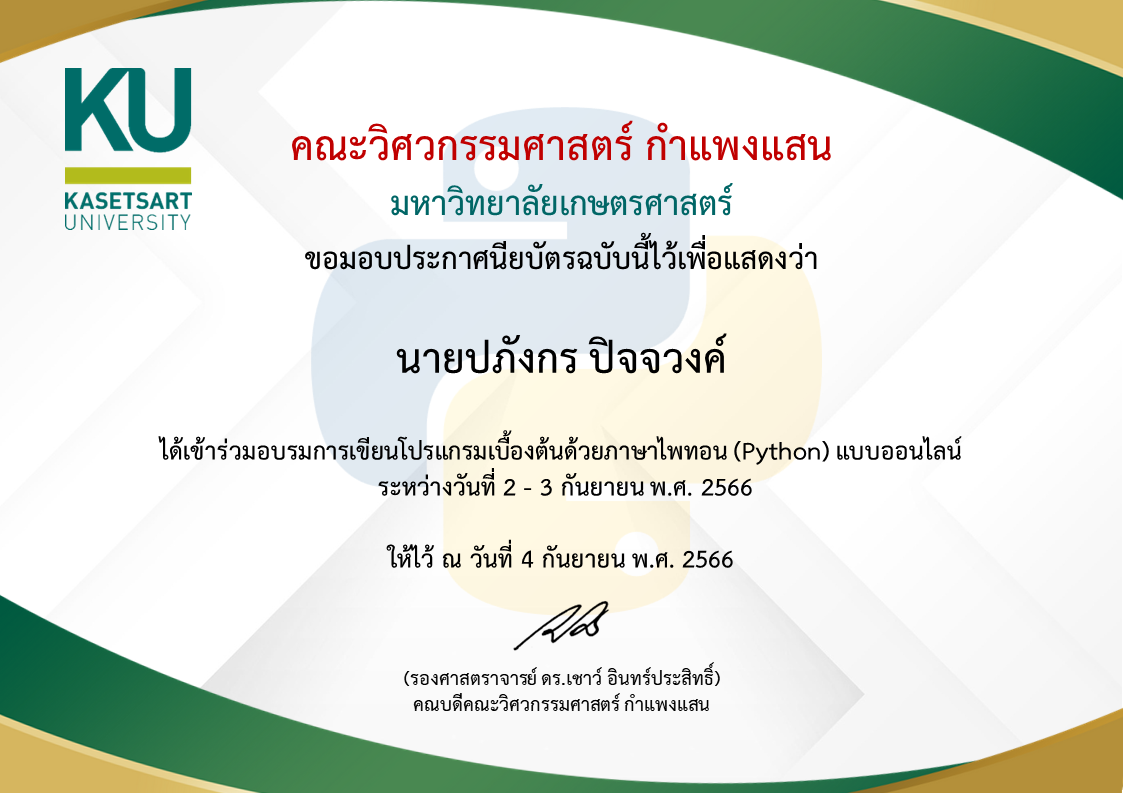 KU
KASETSART
UNIVERSITY
คณะวิศวกรรมศาสตร์ กำแพงแสน
มหาวิทยาลัยเกษตรศาสตร์
ขอมอบประกาศนียบัตรฉบับนี้ไว้เพื่อแสดงว่า
นายปภังกร ปิจจวงค์
ได้เข้าร่วมอบรมการเขียนโปรแกรมเบื้องต้นด้วยภาษาไพทอน (Python) แบบออนไลน์
ระหว่างวันที่ 2 - 3 กันยายน พ.ศ. 2566
ให้ไว้ ณ วันที่ 4 กันยายน พ.ศ. 2566
(รองศาสตราจารย์ ดร.เชาว์ อินทร์ประสิทธิ์)
คณบดีคณะวิศวกรรมศาสตร์ กำแพงแสน